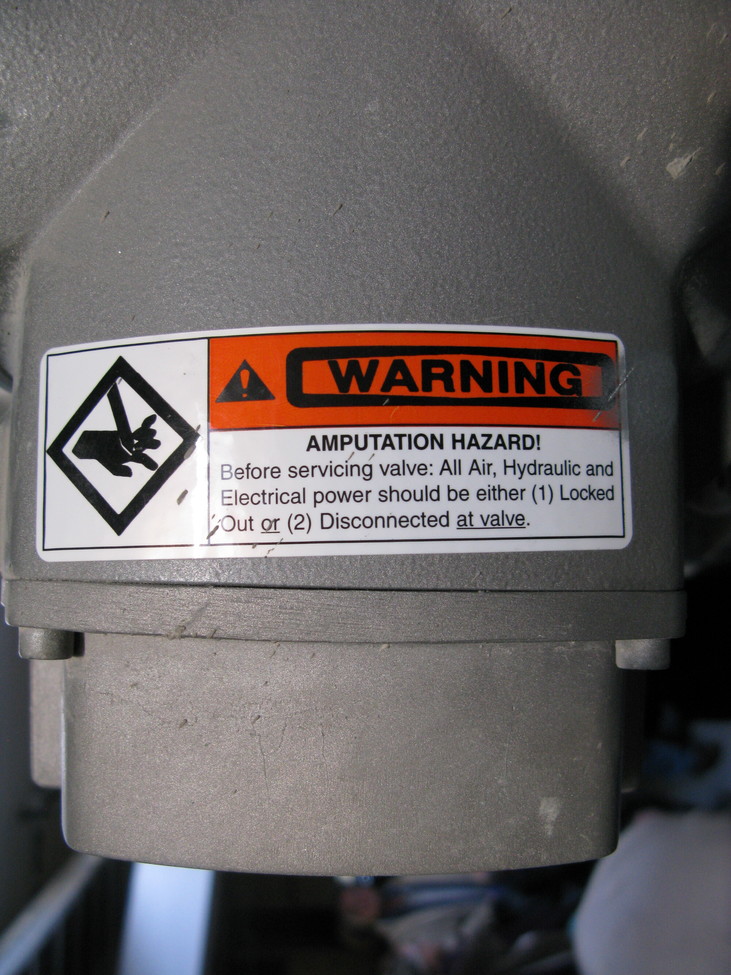 WARNING
AMPUTATION HAZARD!
Before servicing valve: All Air, Hydraulic and
Electrical power should be either (1) Locked
Out or (2) Disconnected at valve.